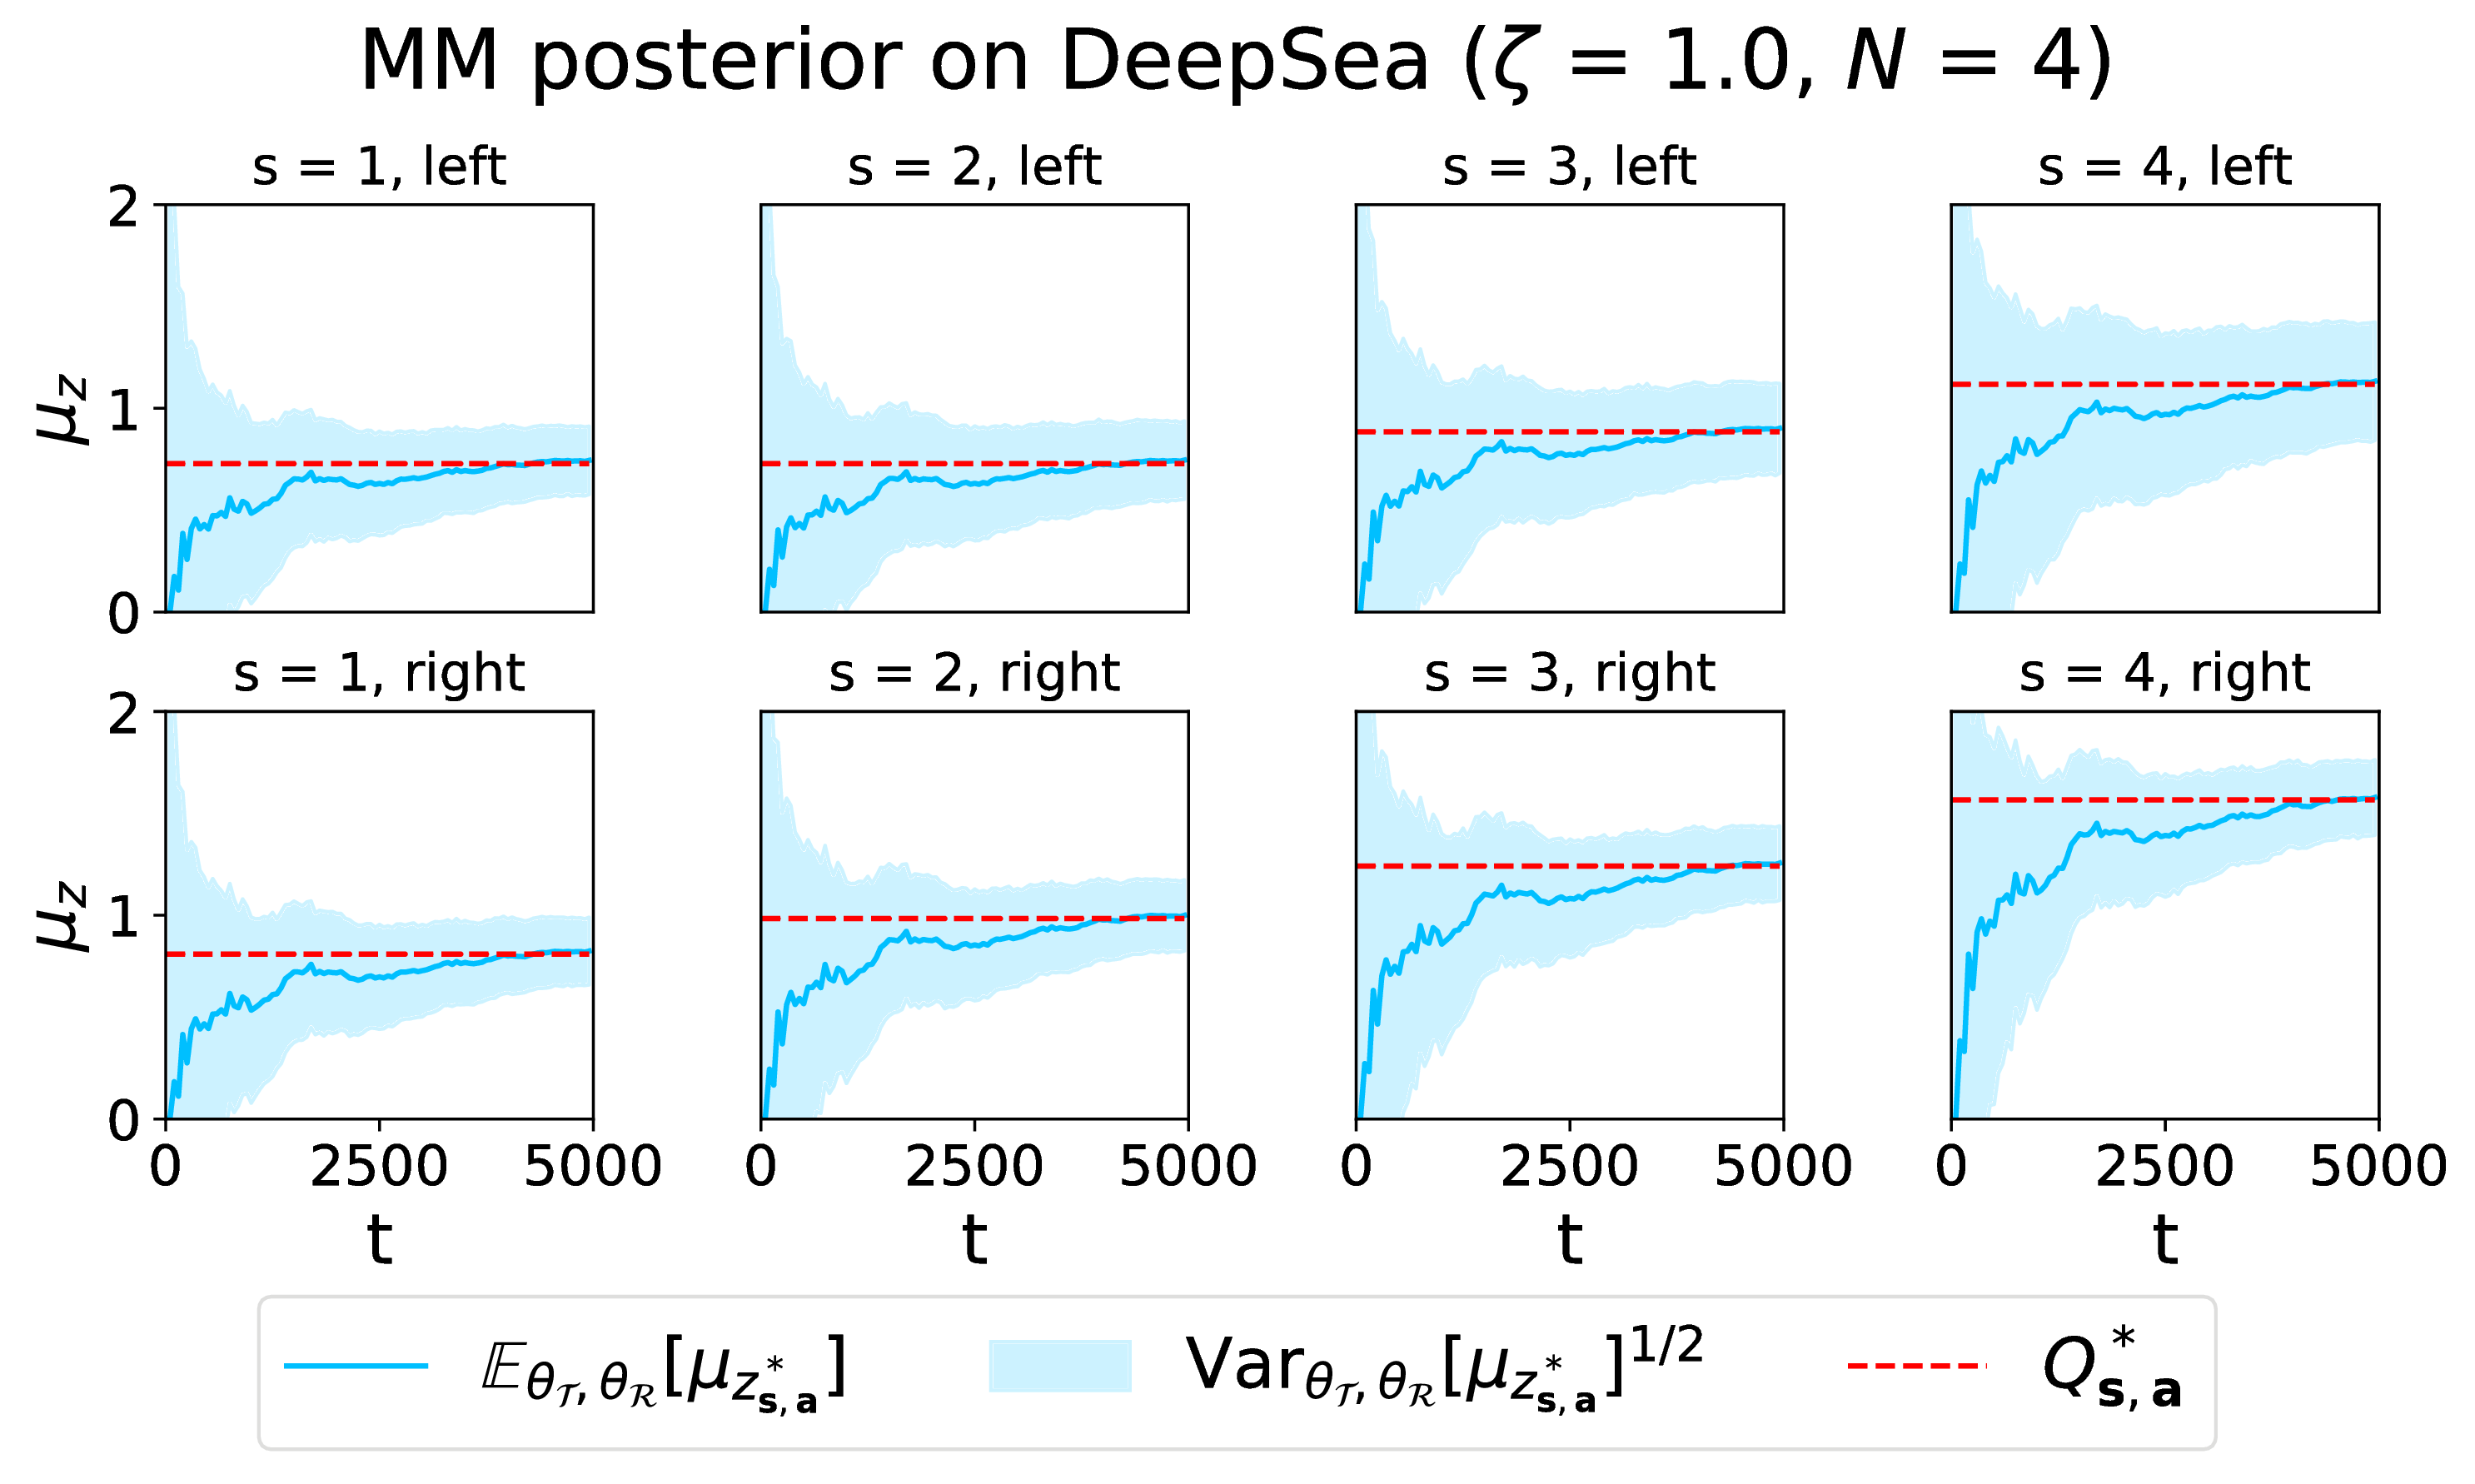 MM posterior on DeepSea (ζ = 1.0, N = 4)
s = 1, left
s = 2, left
s = 3, left
s = 4, left
2
1
0
μz
s = 1, right
s = 2, right
s = 3, right
s = 4, right
2
1
0
μz
0 2500 5000
0 2500 5000
0 2500 5000
0 2500 5000
t
t
t
t
𝔼θ𝒯, θℛ[μz*s,a]
Varθ𝒯, θℛ[μz*s,a]1/2
Q*s,a